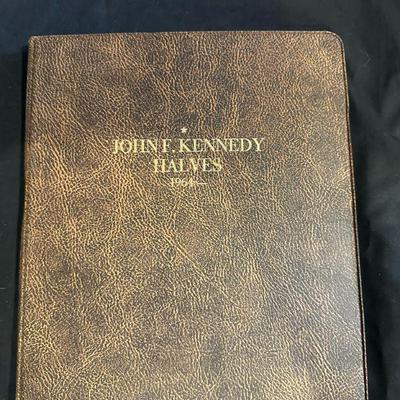 JOHN F. KENNEDY
HALVES
1964—